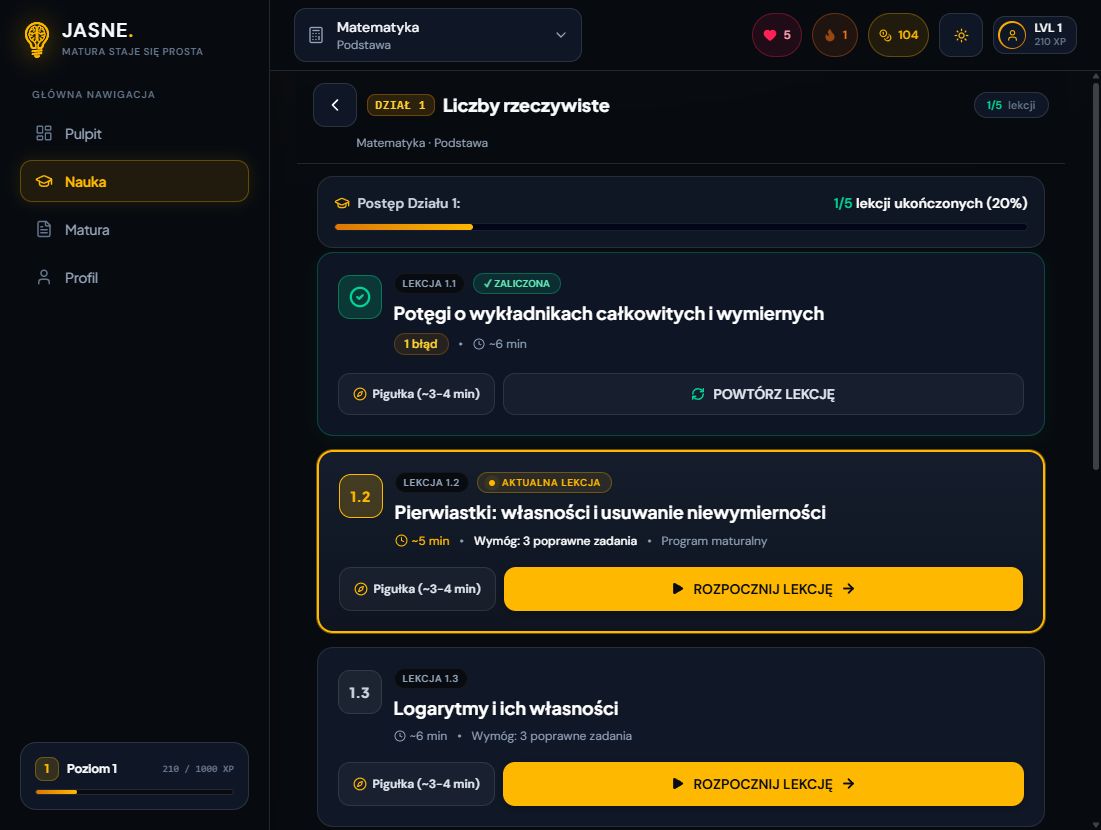 JASNE.
MATURA STAJE SIĘ PROSTA
GŁÓWNA NAWIGACJA
Pulpit
Nauka
Matura
Profil
1 Poziom 1 210 / 1000 XP
Matematyka
Podstawa
5
1
104
LVL 1
210 XP
DZIAŁ 1 Liczby rzeczywiste
1/5 lekcji
Matematyka · Podstawa
Postęp Działu 1: 1/5 lekcji ukończonych (20%)
LEKCJA 1.1 ✓ ZALICZONA
Potęgi o wykładnikach całkowitych i wymiernych
1 błąd • ~6 min
Pigułka (~3-4 min) POWTÓRZ LEKCJĘ
1.2
LEKCJA 1.2 AKTUALNA LEKCJA
Pierwiastki: własności i usuwanie niewymierności
~5 min • Wymóg: 3 poprawne zadania • Program maturalny
Pigułka (~3-4 min) ROZPOCZNIJ LEKCJĘ →
1.3
LEKCJA 1.3
Logarytmy i ich własności
~6 min • Wymóg: 3 poprawne zadania
Pigułka (~3-4 min) ROZPOCZNIJ LEKCJĘ →